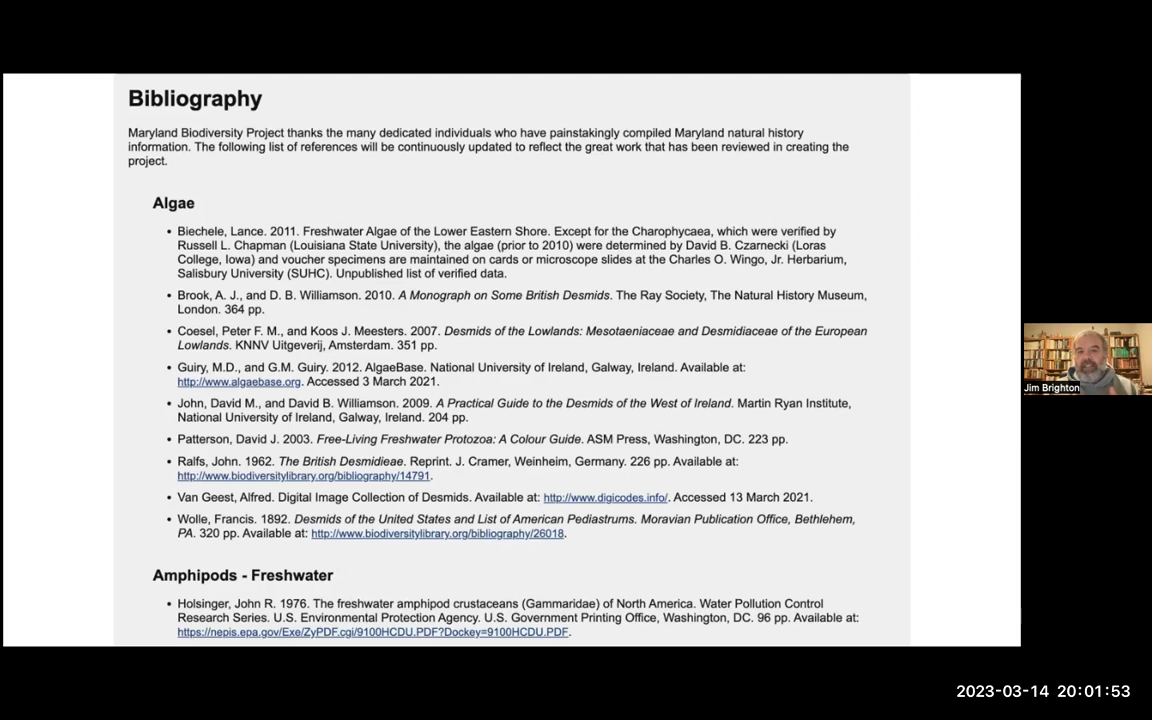 Bibliography
Maryland Biodiversity Project thanks the many dedicated individuals who have painstakingly compiled Maryland natural history
information. The following list of references will be continuously updated to reflect the great work that has been reviewed in creating the
project.
Algae
• Biechele, Lance. 2011. Freshwater Algae of the Lower Eastern Shore. Except for the Charophycaea, which were verified by
Russell L. Chapman (Louisiana State University), the algae (prior to 2010) were determined by David B. Czarnecki (Loras
College, Iowa) and voucher specimens are maintained on cards or microscope slides at the Charles O. Wingo, Jr. Herbarium,
Salisbury University (SUHC). Unpublished list of verified data.
• Brook, A. J., and D. B. Williamson. 2010. A Monograph on Some British Desmids. The Ray Society, The Natural History Museum,
London. 364 pp.
• Coesel, Peter F. M., and Koos J. Meesters. 2007. Desmids of the Lowlands: Mesotaeniaceae and Desmidiaceae of the European
Lowlands. KNNV Uitgeverij, Amsterdam. 351 pp.
• Guiry, M.D., and G.M. Guiry. 2012. AlgaeBase. National University of Ireland, Galway, Ireland. Available at:
http://www.algaebase.org. Accessed 3 March 2021.
• John, David M., and David B. Williamson. 2009. A Practical Guide to the Desmids of the West of Ireland. Martin Ryan Institute,
National University of Ireland, Galway, Ireland. 204 pp.
• Patterson, David J. 2003. Free-Living Freshwater Protozoa: A Colour Guide. ASM Press, Washington, DC. 223 pp.
• Ralfs, John. 1962. The British Desmidieae. Reprint. J. Cramer, Weinheim, Germany. 226 pp. Available at:
http://www.biodiversitylibrary.org/bibliography/14791.
• Van Geest, Alfred. Digital Image Collection of Desmids. Available at: http://www.digicodes.info/. Accessed 13 March 2021.
• Wolle, Francis. 1892. Desmids of the United States and List of American Pediastrums. Moravian Publication Office, Bethlehem,
PA. 320 pp. Available at: http://www.biodiversitylibrary.org/bibliography/26018.
Amphipods - Freshwater
• Holsinger, John R. 1976. The freshwater amphipod crustaceans (Gammaridae) of North America. Water Pollution Control
Research Series. U.S. Environmental Protection Agency. U.S. Government Printing Office, Washington, DC. 96 pp. Available at:
https://nepis.epa.gov/Exe/ZyPDF.cgi/9100HCDU.PDF?Dockey=9100HCDU.PDF.
Jim Brighton
2023-03-14 20:01:53